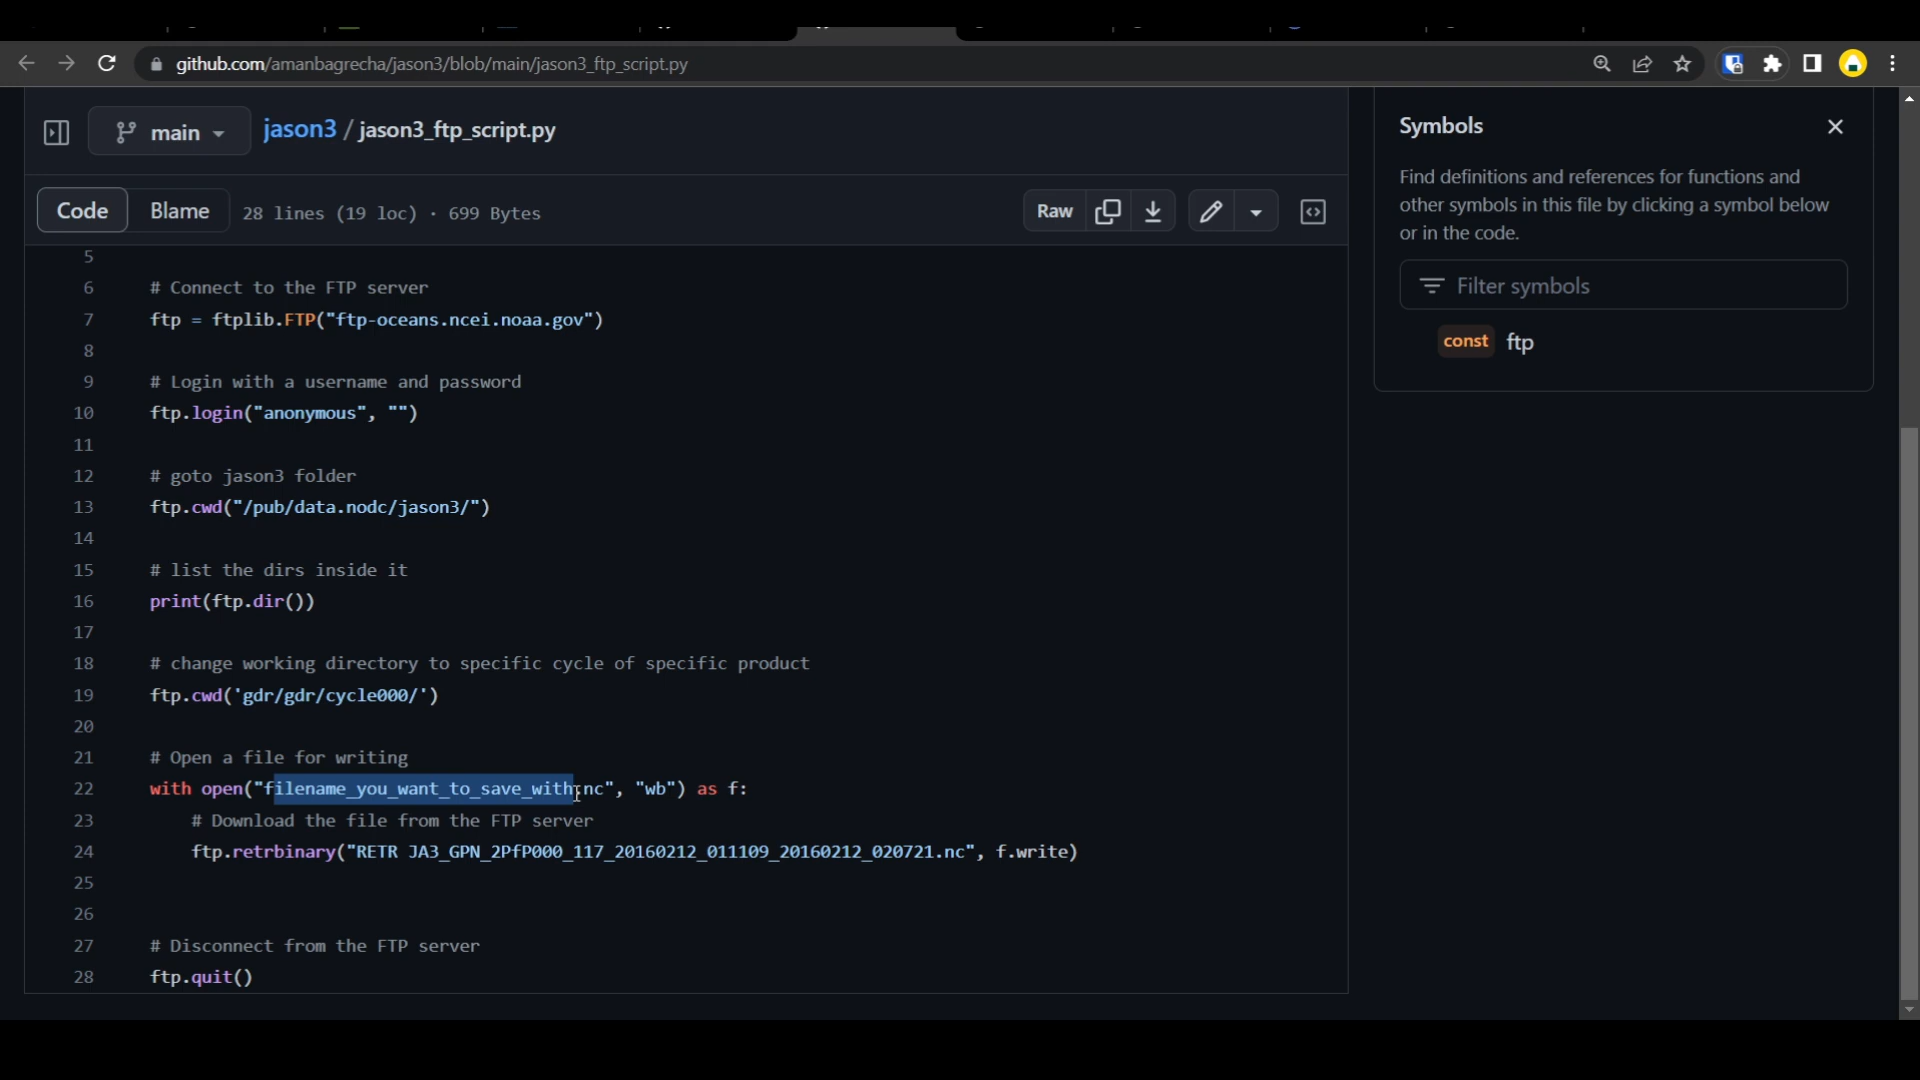 github.com/amanbagrecha/jason3/blob/main/jason3_ftp_script.py
main jason3 / jason3_ftp_script.py
Code Blame 28 lines (19 loc) · 699 Bytes Raw
5
6 # Connect to the FTP server
7 ftp = ftplib.FTP("ftp-oceans.ncei.noaa.gov")
8
9 # Login with a username and password
10 ftp.login("anonymous", "")
11
12 # goto jason3 folder
13 ftp.cwd("/pub/data.nodc/jason3/")
14
15 # list the dirs inside it
16 print(ftp.dir())
17
18 # change working directory to specific cycle of specific product
19 ftp.cwd('gdr/gdr/cycle000/')
20
21 # Open a file for writing
22 with open("filename_you_want_to_save_with.nc", "wb") as f:
23 # Download the file from the FTP server
24 ftp.retrbinary("RETR JA3_GPN_2PfP000_117_20160212_011109_20160212_020721.nc", f.write)
25
26
27 # Disconnect from the FTP server
28 ftp.quit()
Symbols
Find definitions and references for functions and
other symbols in this file by clicking a symbol below
or in the code.
Filter symbols
const ftp